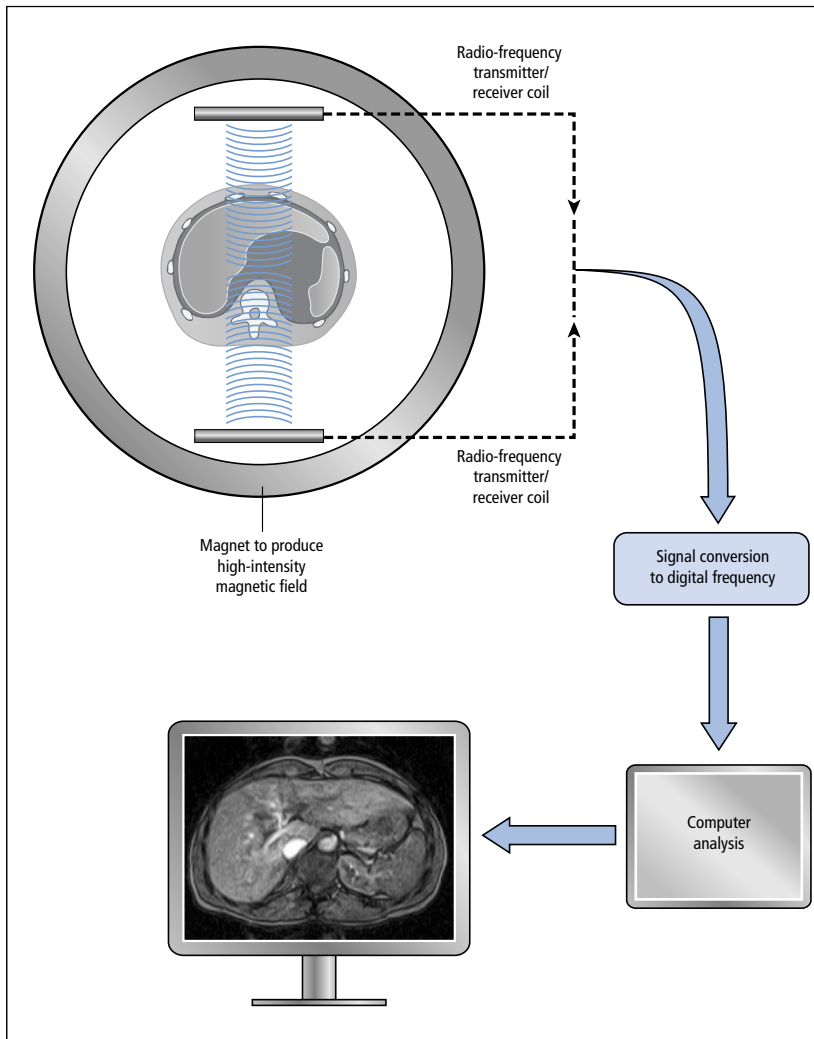 Radio-frequency
transmitter/
receiver coil
Radio-frequency
transmitter/
receiver coil
Magnet to produce
high-intensity
magnetic field
Signal conversion
to digital frequency
Computer
analysis